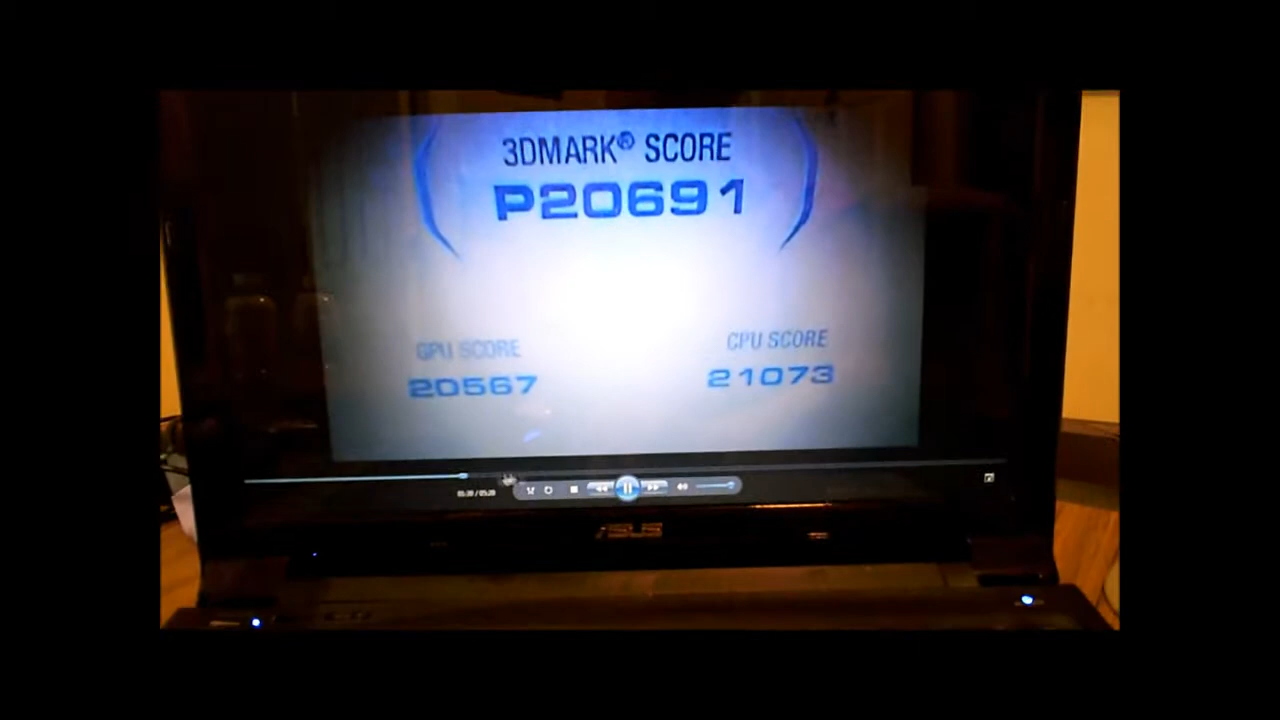 3DMARK® SCORE
P20691
GPU SCORE
20567
CPU SCORE
21073
ASUS